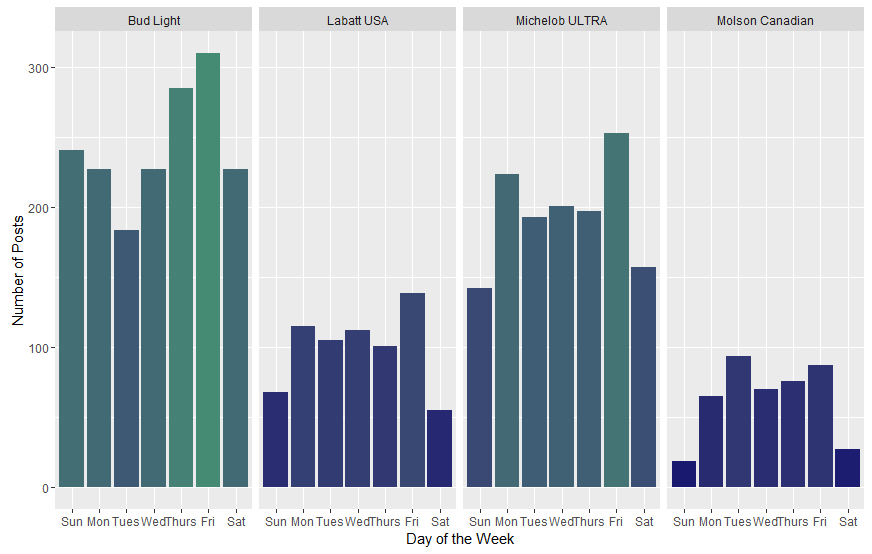 Bud Light Labatt USA Michelob ULTRA Molson Canadian
300
200
100
0
Number of Posts
Sun Mon Tues Wed Thurs Fri Sat Sun Mon Tues Wed Thurs Fri Sat Sun Mon Tues Wed Thurs Fri Sat Sun Mon Tues Wed Thurs Fri Sat
Day of the Week